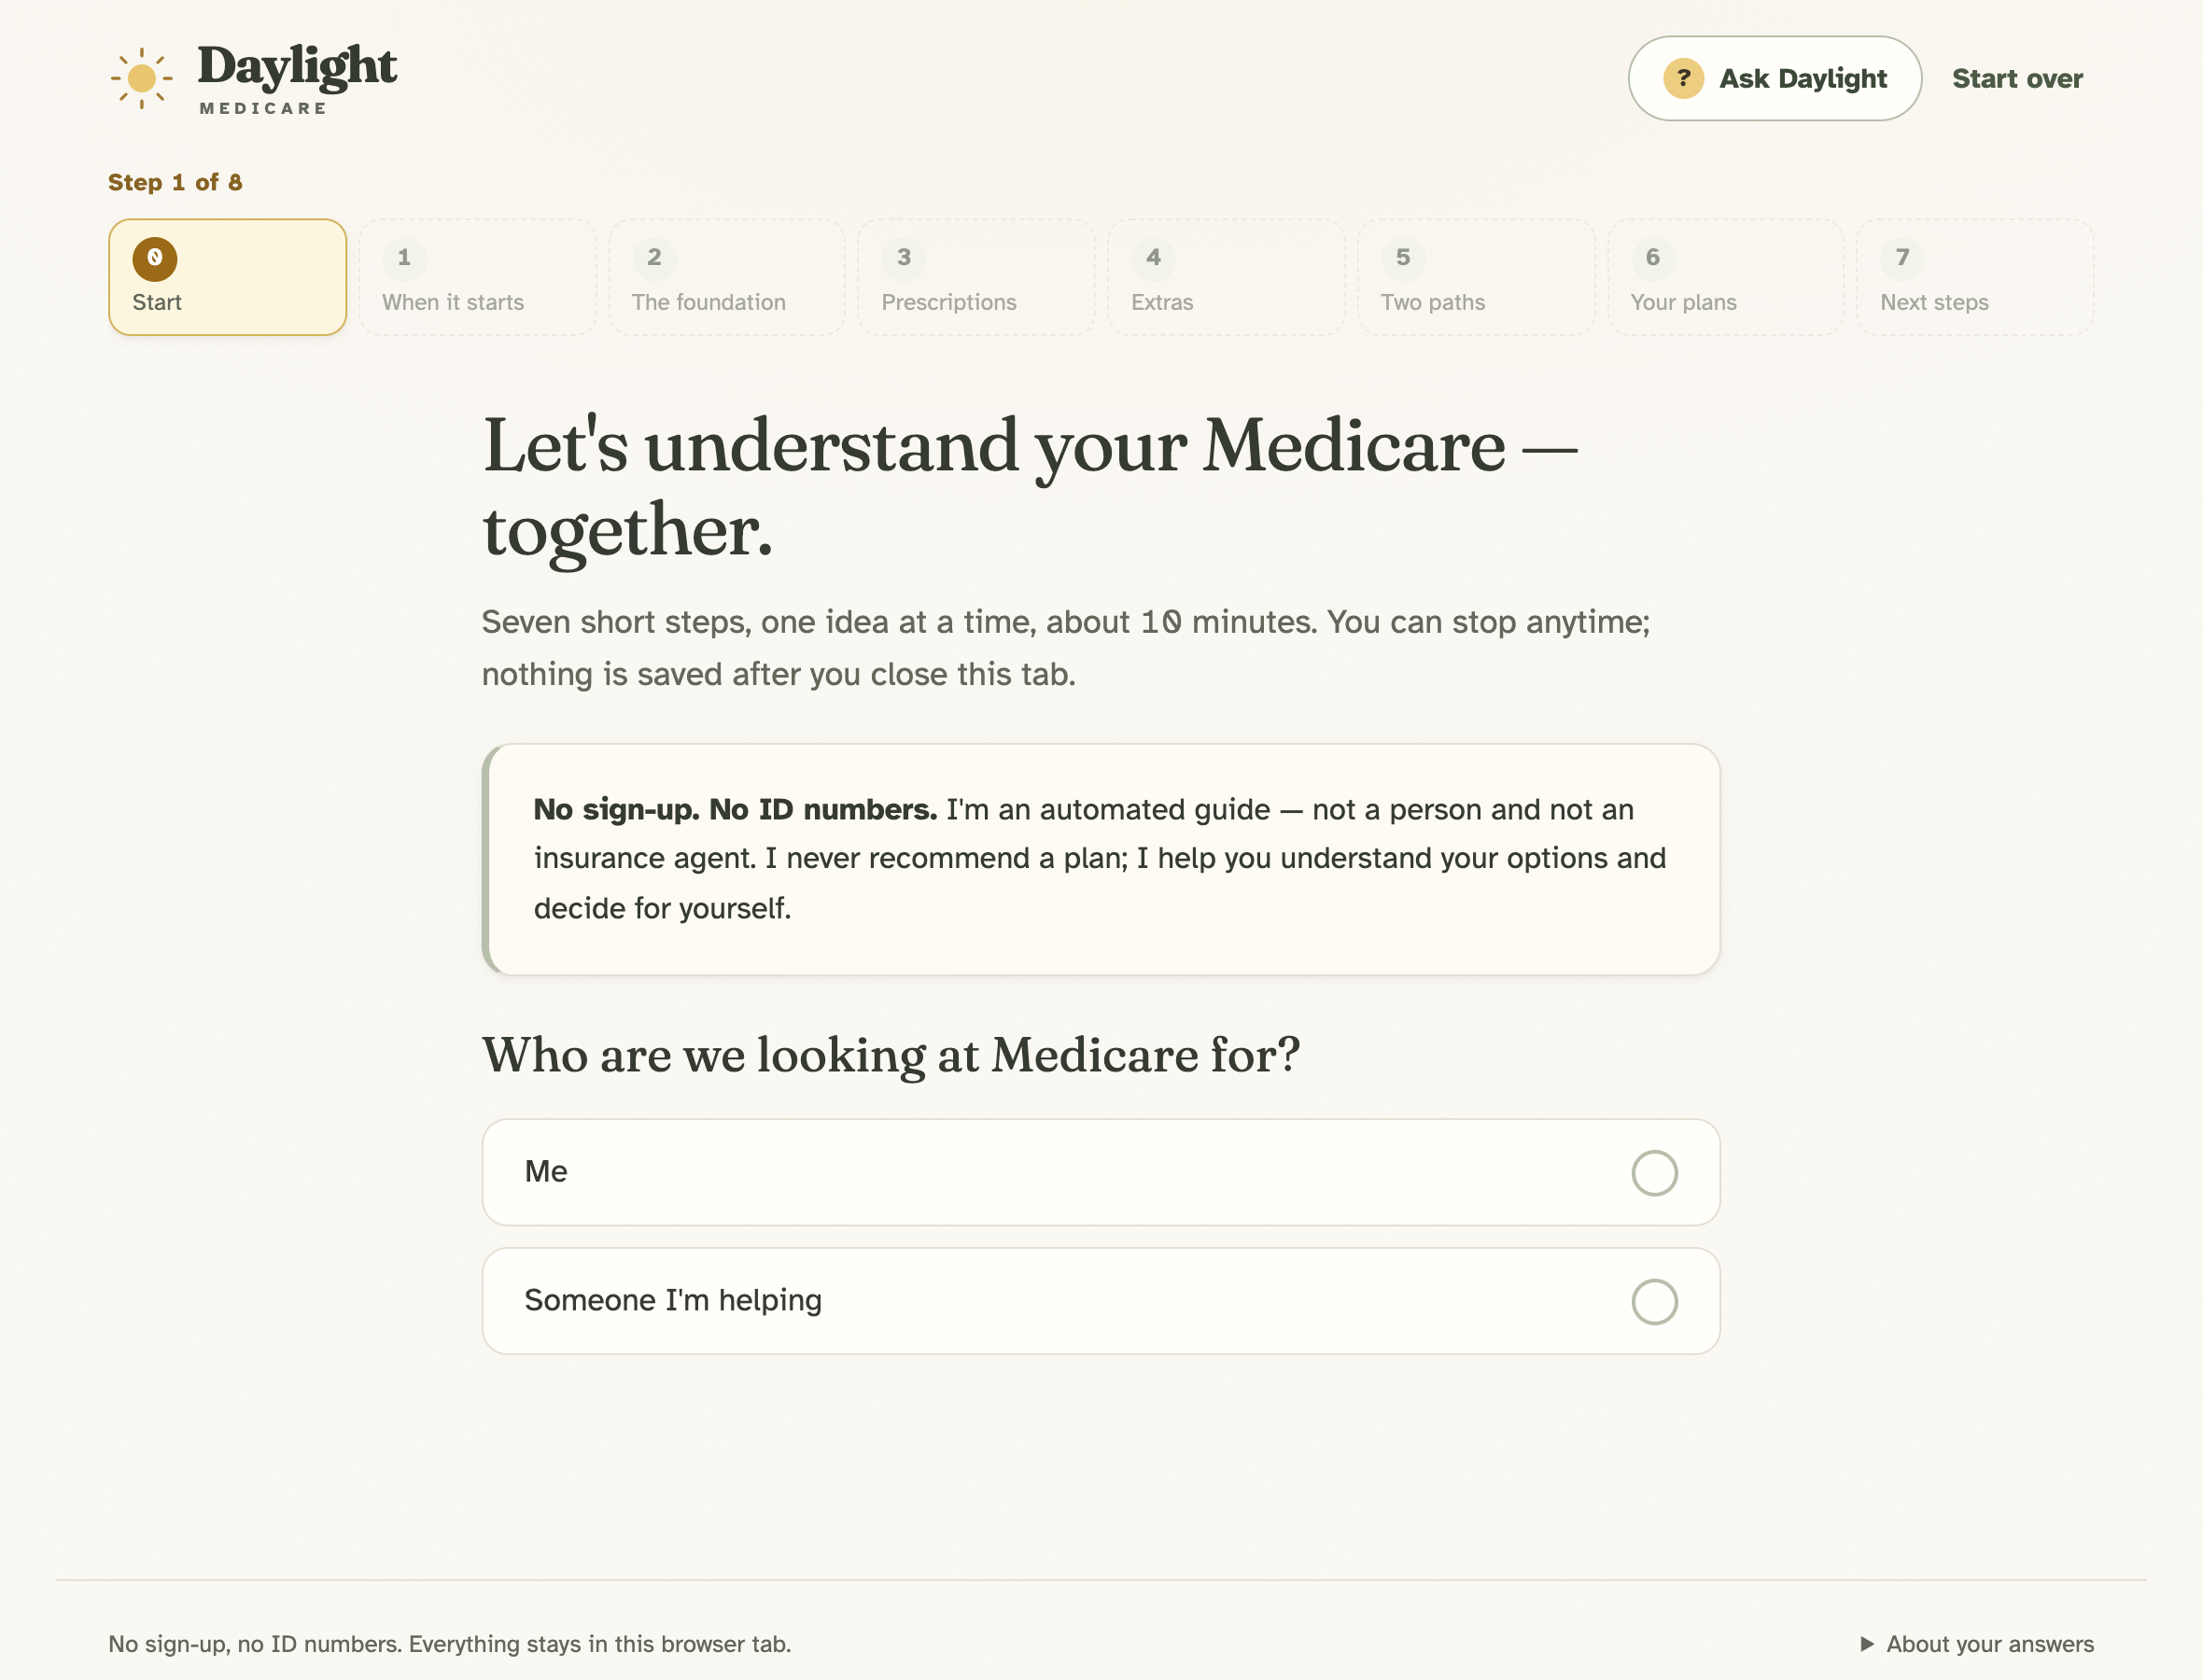 Daylight
MEDICARE
? Ask Daylight
Start over
Step 1 of 8
0
Start
1
When it starts
2
The foundation
3
Prescriptions
4
Extras
5
Two paths
6
Your plans
7
Next steps
Let's understand your Medicare —
together.
Seven short steps, one idea at a time, about 10 minutes. You can stop anytime;
nothing is saved after you close this tab.
No sign-up. No ID numbers. I'm an automated guide — not a person and not an
insurance agent. I never recommend a plan; I help you understand your options and
decide for yourself.
Who are we looking at Medicare for?
Me
Someone I'm helping
No sign-up, no ID numbers. Everything stays in this browser tab.
About your answers